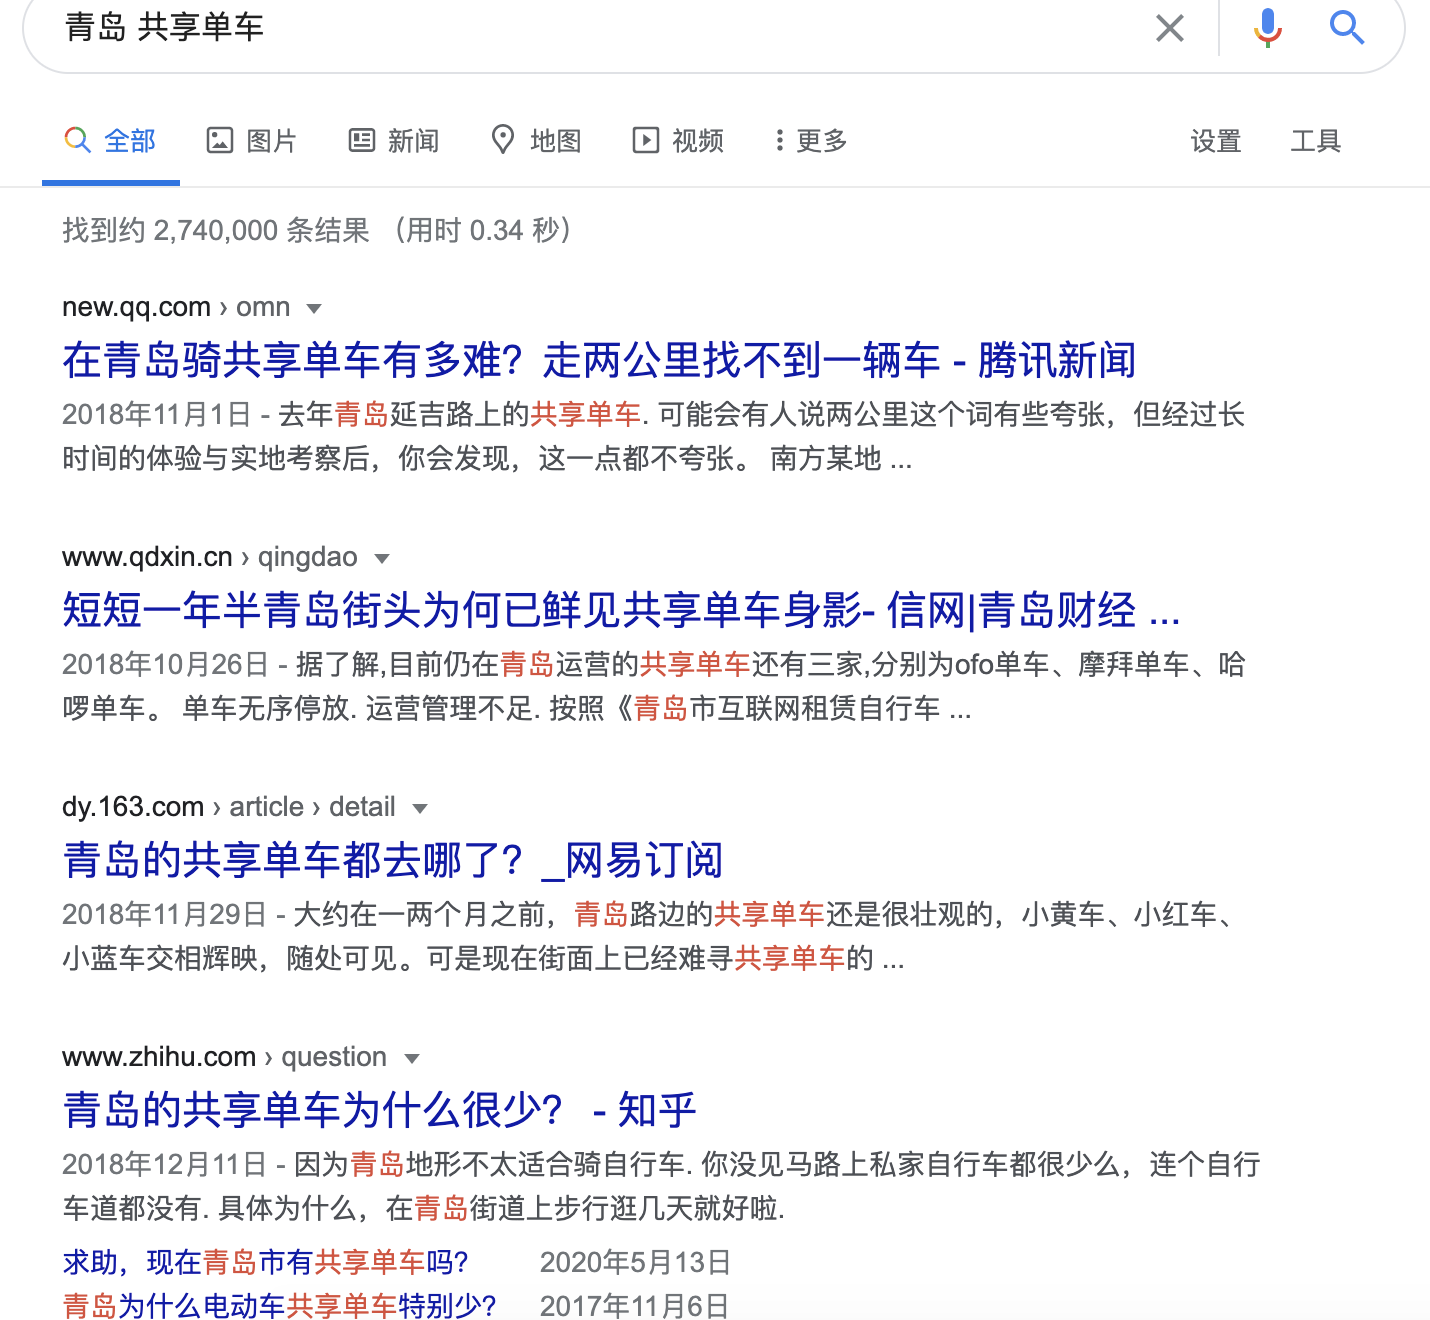 青岛 共享单车
全部 图片 新闻 地图 视频 更多 设置 工具
找到约 2,740,000 条结果 （用时 0.34 秒）
new.qq.com › omn
在青岛骑共享单车有多难？走两公里找不到一辆车 - 腾讯新闻
2018年11月1日 - 去年青岛延吉路上的共享单车. 可能会有人说两公里这个词有些夸张，但经过长
时间的体验与实地考察后，你会发现，这一点都不夸张。 南方某地 ...
www.qdxin.cn › qingdao
短短一年半青岛街头为何已鲜见共享单车身影- 信网|青岛财经 ...
2018年10月26日 - 据了解,目前仍在青岛运营的共享单车还有三家,分别为ofo单车、摩拜单车、哈
啰单车。 单车无序停放. 运营管理不足. 按照《青岛市互联网租赁自行车 ...
dy.163.com › article › detail
青岛的共享单车都去哪了？_网易订阅
2018年11月29日 - 大约在一两个月之前，青岛路边的共享单车还是很壮观的，小黄车、小红车、
小蓝车交相辉映，随处可见。可是现在街面上已经难寻共享单车的 ...
www.zhihu.com › question
青岛的共享单车为什么很少？ - 知乎
2018年12月11日 - 因为青岛地形不太适合骑自行车. 你没见马路上私家自行车都很少么，连个自行
车道都没有. 具体为什么，在青岛街道上步行逛几天就好啦.
求助，现在青岛市有共享单车吗? 2020年5月13日
青岛为什么电动车共享单车特别少? 2017年11月6日